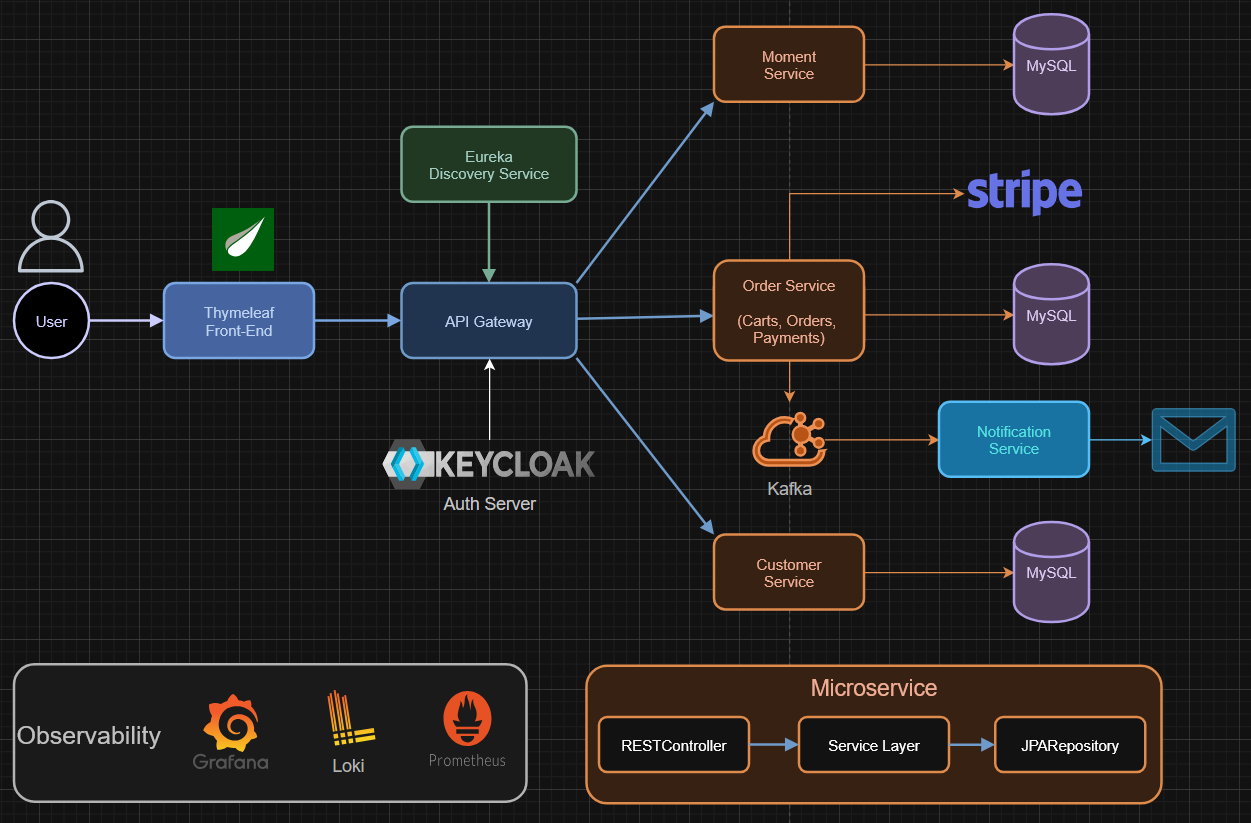 Moment
Service
MySQL
Eureka
Discovery Service
stripe
User
Thymeleaf
Front-End
API Gateway
Order Service
(Carts, Orders,
Payments)
MySQL
KEYCLOAK
Auth Server
Kafka
Notification
Service
Customer
Service
MySQL
Observability
Grafana
Loki
Prometheus
Microservice
RESTController
Service Layer
JPARepository